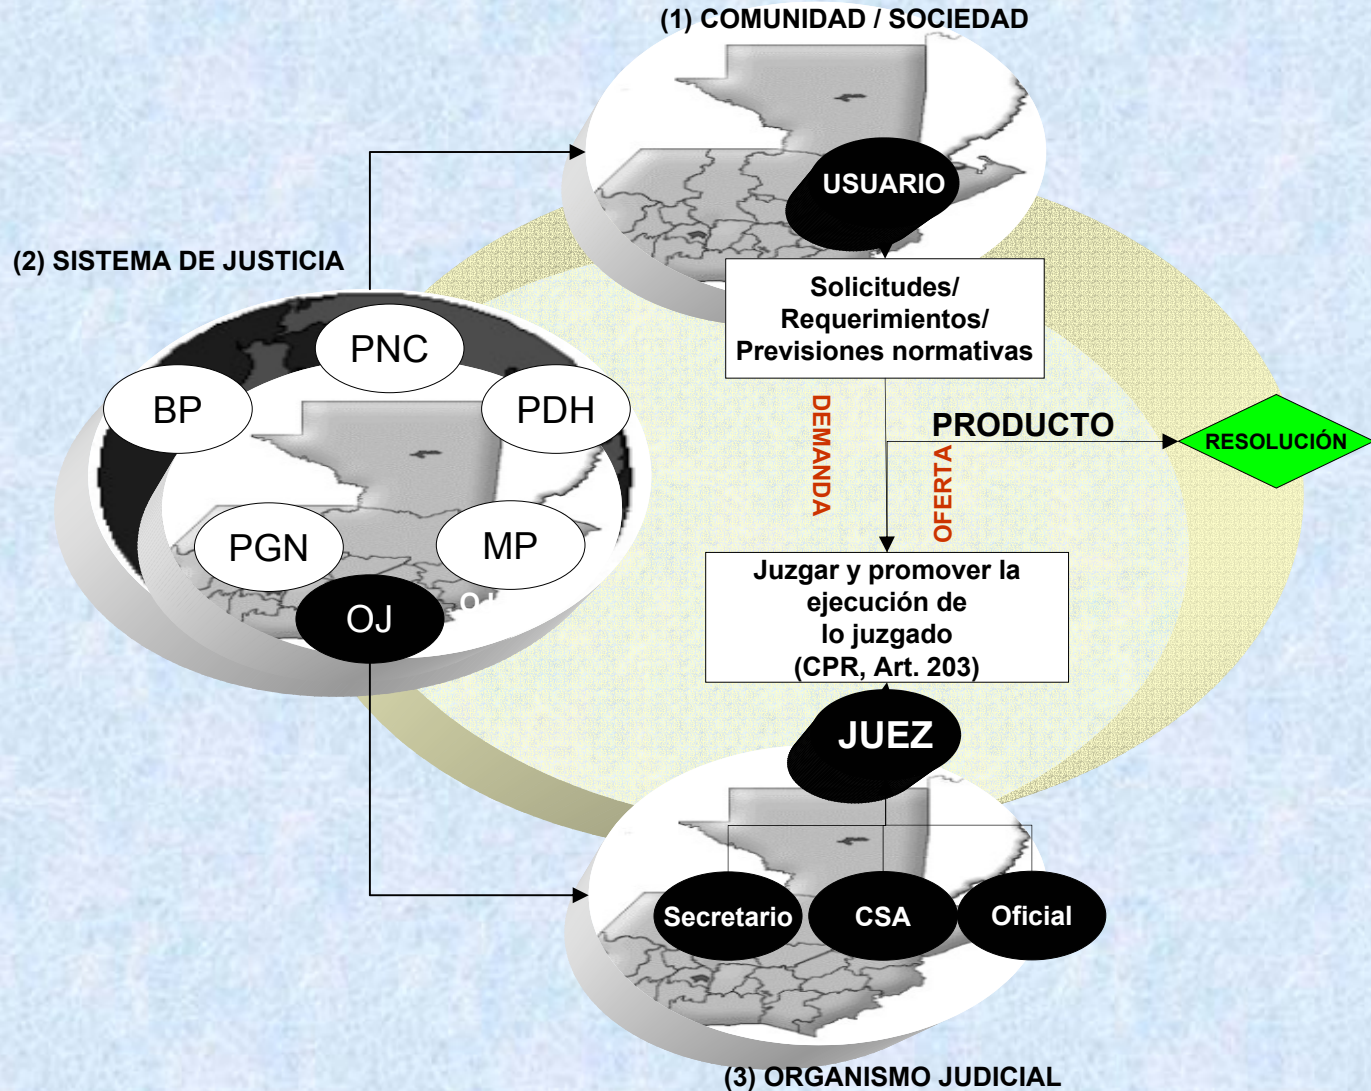 (1) COMUNIDAD / SOCIEDAD
USUARIO
(2) SISTEMA DE JUSTICIA
Solicitudes/
Requerimientos/
Previsiones normativas
PNC
BP
PDH
PGN
MP
OJ
DEMANDA
OFERTA
PRODUCTO
RESOLUCIÓN
Juzgar y promover la
ejecución de
lo juzgado
(CPR, Art. 203)
JUEZ
Secretario
CSA
Oficial
(3) ORGANISMO JUDICIAL